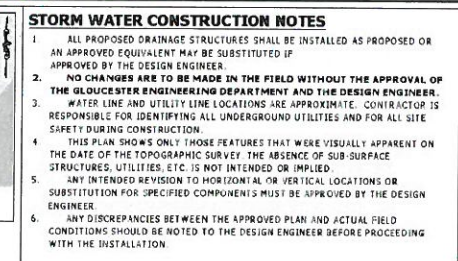 STORM WATER CONSTRUCTION NOTES
1. ALL PROPOSED DRAINAGE STRUCTURES SHALL BE INSTALLED AS PROPOSED OR
AN APPROVED EQUIVALENT MAY BE SUBSTITUTED IF
APPROVED BY THE DESIGN ENGINEER.
2. NO CHANGES ARE TO BE MADE IN THE FIELD WITHOUT THE APPROVAL OF
THE GLOUCESTER ENGINEERING DEPARTMENT AND THE DESIGN ENGINEER.
3. WATER LINE AND UTILITY LINE LOCATIONS ARE APPROXIMATE. CONTRACTOR IS
RESPONSIBLE FOR IDENTIFYING ALL UNDERGROUND UTILITIES AND FOR ALL SITE
SAFETY DURING CONSTRUCTION.
4. THIS PLAN SHOWS ONLY THOSE FEATURES THAT WERE VISUALLY APPARENT ON
THE DATE OF THE TOPOGRAPHIC SURVEY. THE ABSENCE OF SUB-SURFACE
STRUCTURES, UTILITIES, ETC. IS NOT INTENDED OR IMPLIED.
5. ANY INTENDED REVISION TO HORIZONTAL OR VERTICAL LOCATIONS OR
SUBSTITUTION FOR SPECIFIED COMPONENTS MUST BE APPROVED BY THE DESIGN
ENGINEER.
6. ANY DISCREPANCIES BETWEEN THE APPROVED PLAN AND ACTUAL FIELD
CONDITIONS SHOULD BE NOTED TO THE DESIGN ENGINEER BEFORE PROCEEDING
WITH THE INSTALLATION.